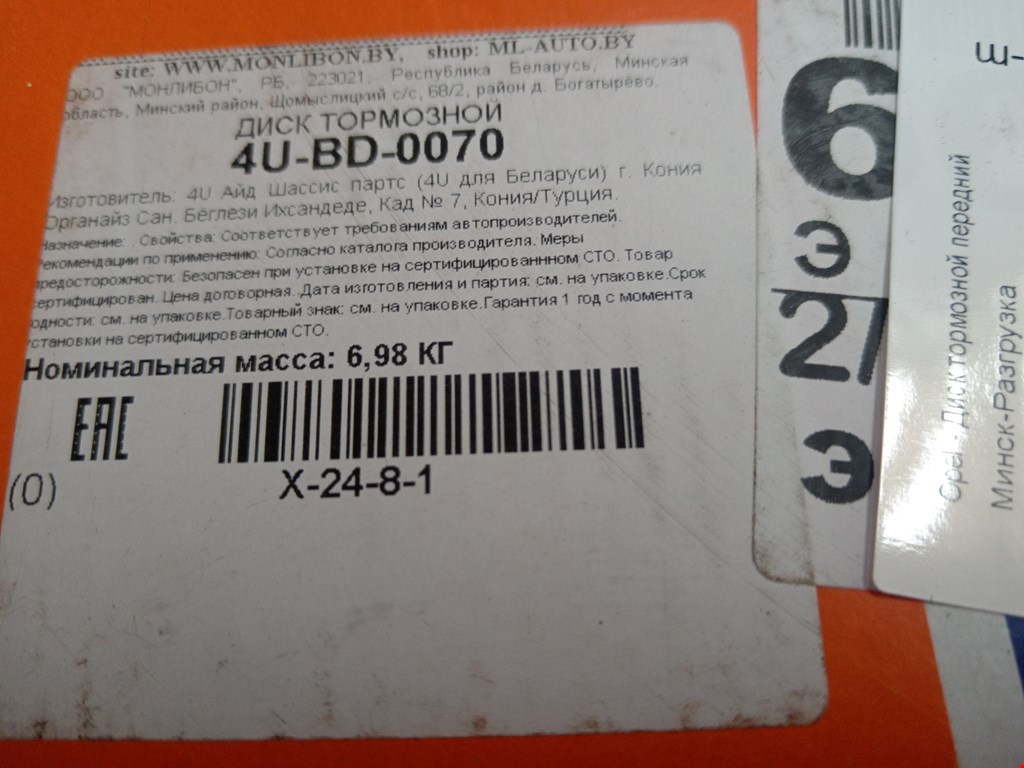 site: WWW.MONLIBON.BY, shop: ML-AUTO.BY
ООО "МОНЛИБОН", РБ, 223021, Республика Беларусь, Минская
область, Минский район, Щомыслицкий с/с, 68/2, район д. Богатырёво.
ДИСК ТОРМОЗНОЙ
4U-BD-0070
Изготовитель: 4U Айд Шассис партс (4U для Беларуси) г. Кония
Органайз Сан. Бёглези Ихсандеде, Кад № 7, Кония/Турция.
Назначение: . Свойства: Соответствует требованиям автопроизводителей.
Рекомендации по применению: Согласно каталога производителя. Меры
предосторожности: Безопасен при установке на сертифицированнном СТО. Товар
сертифицирован. Цена договорная. .Дата изготовления и партия: см. на упаковке.Срок
годности: см. на упаковке.Товарный знак: см. на упаковке.Гарантия 1 год с момента
установки на сертифицированном СТО.
Номинальная масса: 6,98 КГ
EAC
X-24-8-1
(0)
6
Э
2/
Э
Opel - Диск тормозной передний
Минск-Разгрузка